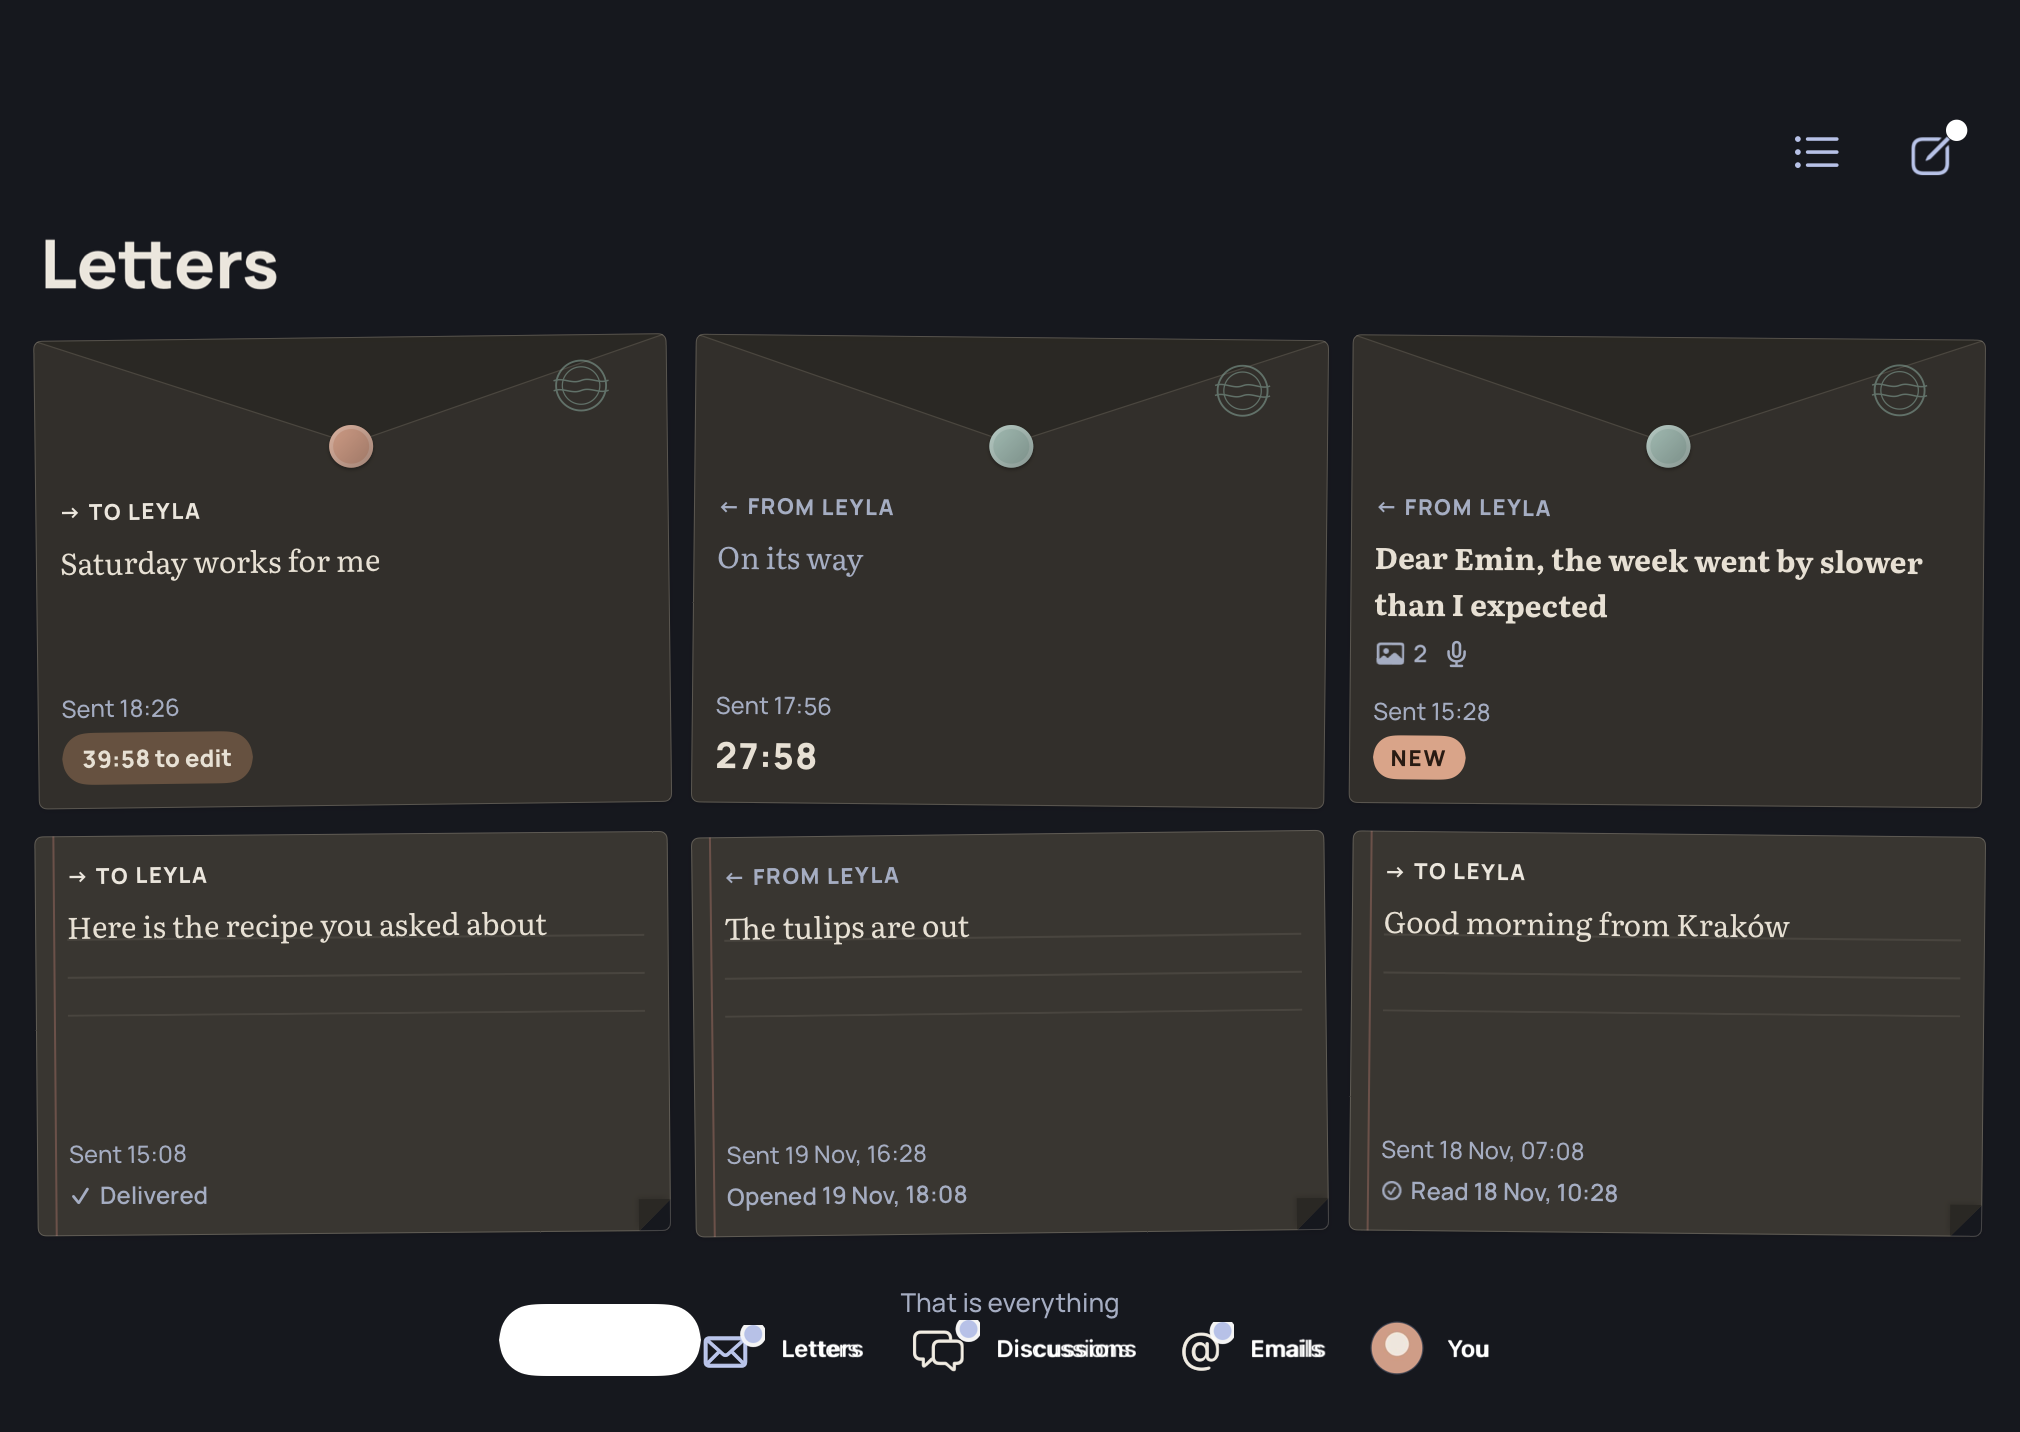 Letters
→ TO LEYLA
Saturday works for me
Sent 18:26
39:58 to edit
← FROM LEYLA
On its way
Sent 17:56
27:58
← FROM LEYLA
Dear Emin, the week went by slower
than I expected
2
Sent 15:28
NEW
→ TO LEYLA
Here is the recipe you asked about
Sent 15:08
✓ Delivered
← FROM LEYLA
The tulips are out
Sent 19 Nov, 16:28
Opened 19 Nov, 18:08
→ TO LEYLA
Good morning from Kraków
Sent 18 Nov, 07:08
Read 18 Nov, 10:28
That is everything
Letters
Discussions
Emails
You